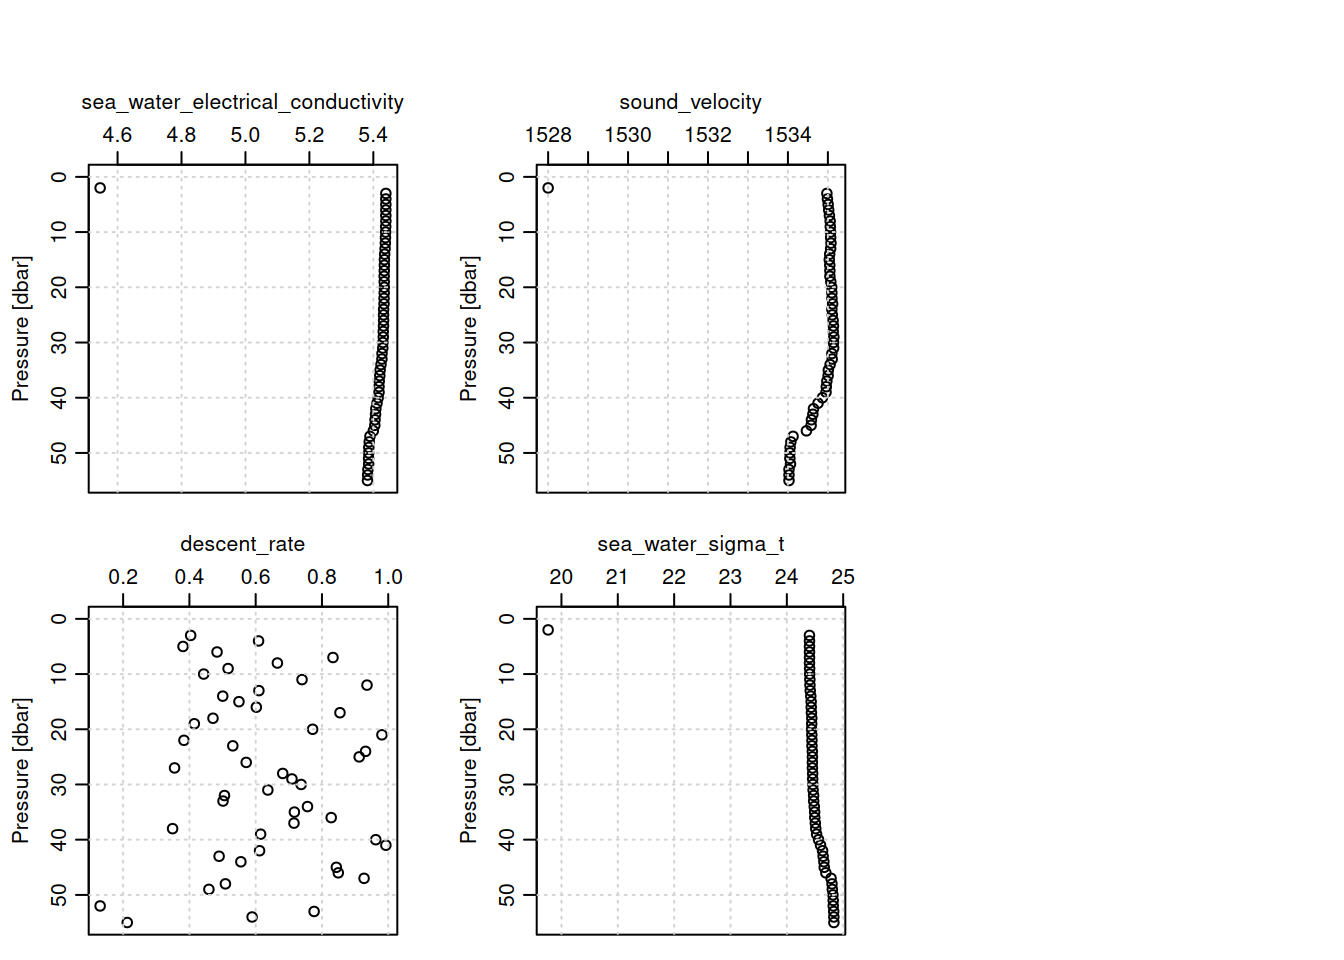 sea_water_electrical_conductivity
4.6 4.8 5.0 5.2 5.4
Pressure [dbar]
0 10 20 30 40 50
sound_velocity
1528 1530 1532 1534
Pressure [dbar]
0 10 20 30 40 50
descent_rate
0.2 0.4 0.6 0.8 1.0
Pressure [dbar]
0 10 20 30 40 50
sea_water_sigma_t
20 21 22 23 24 25
Pressure [dbar]
0 10 20 30 40 50